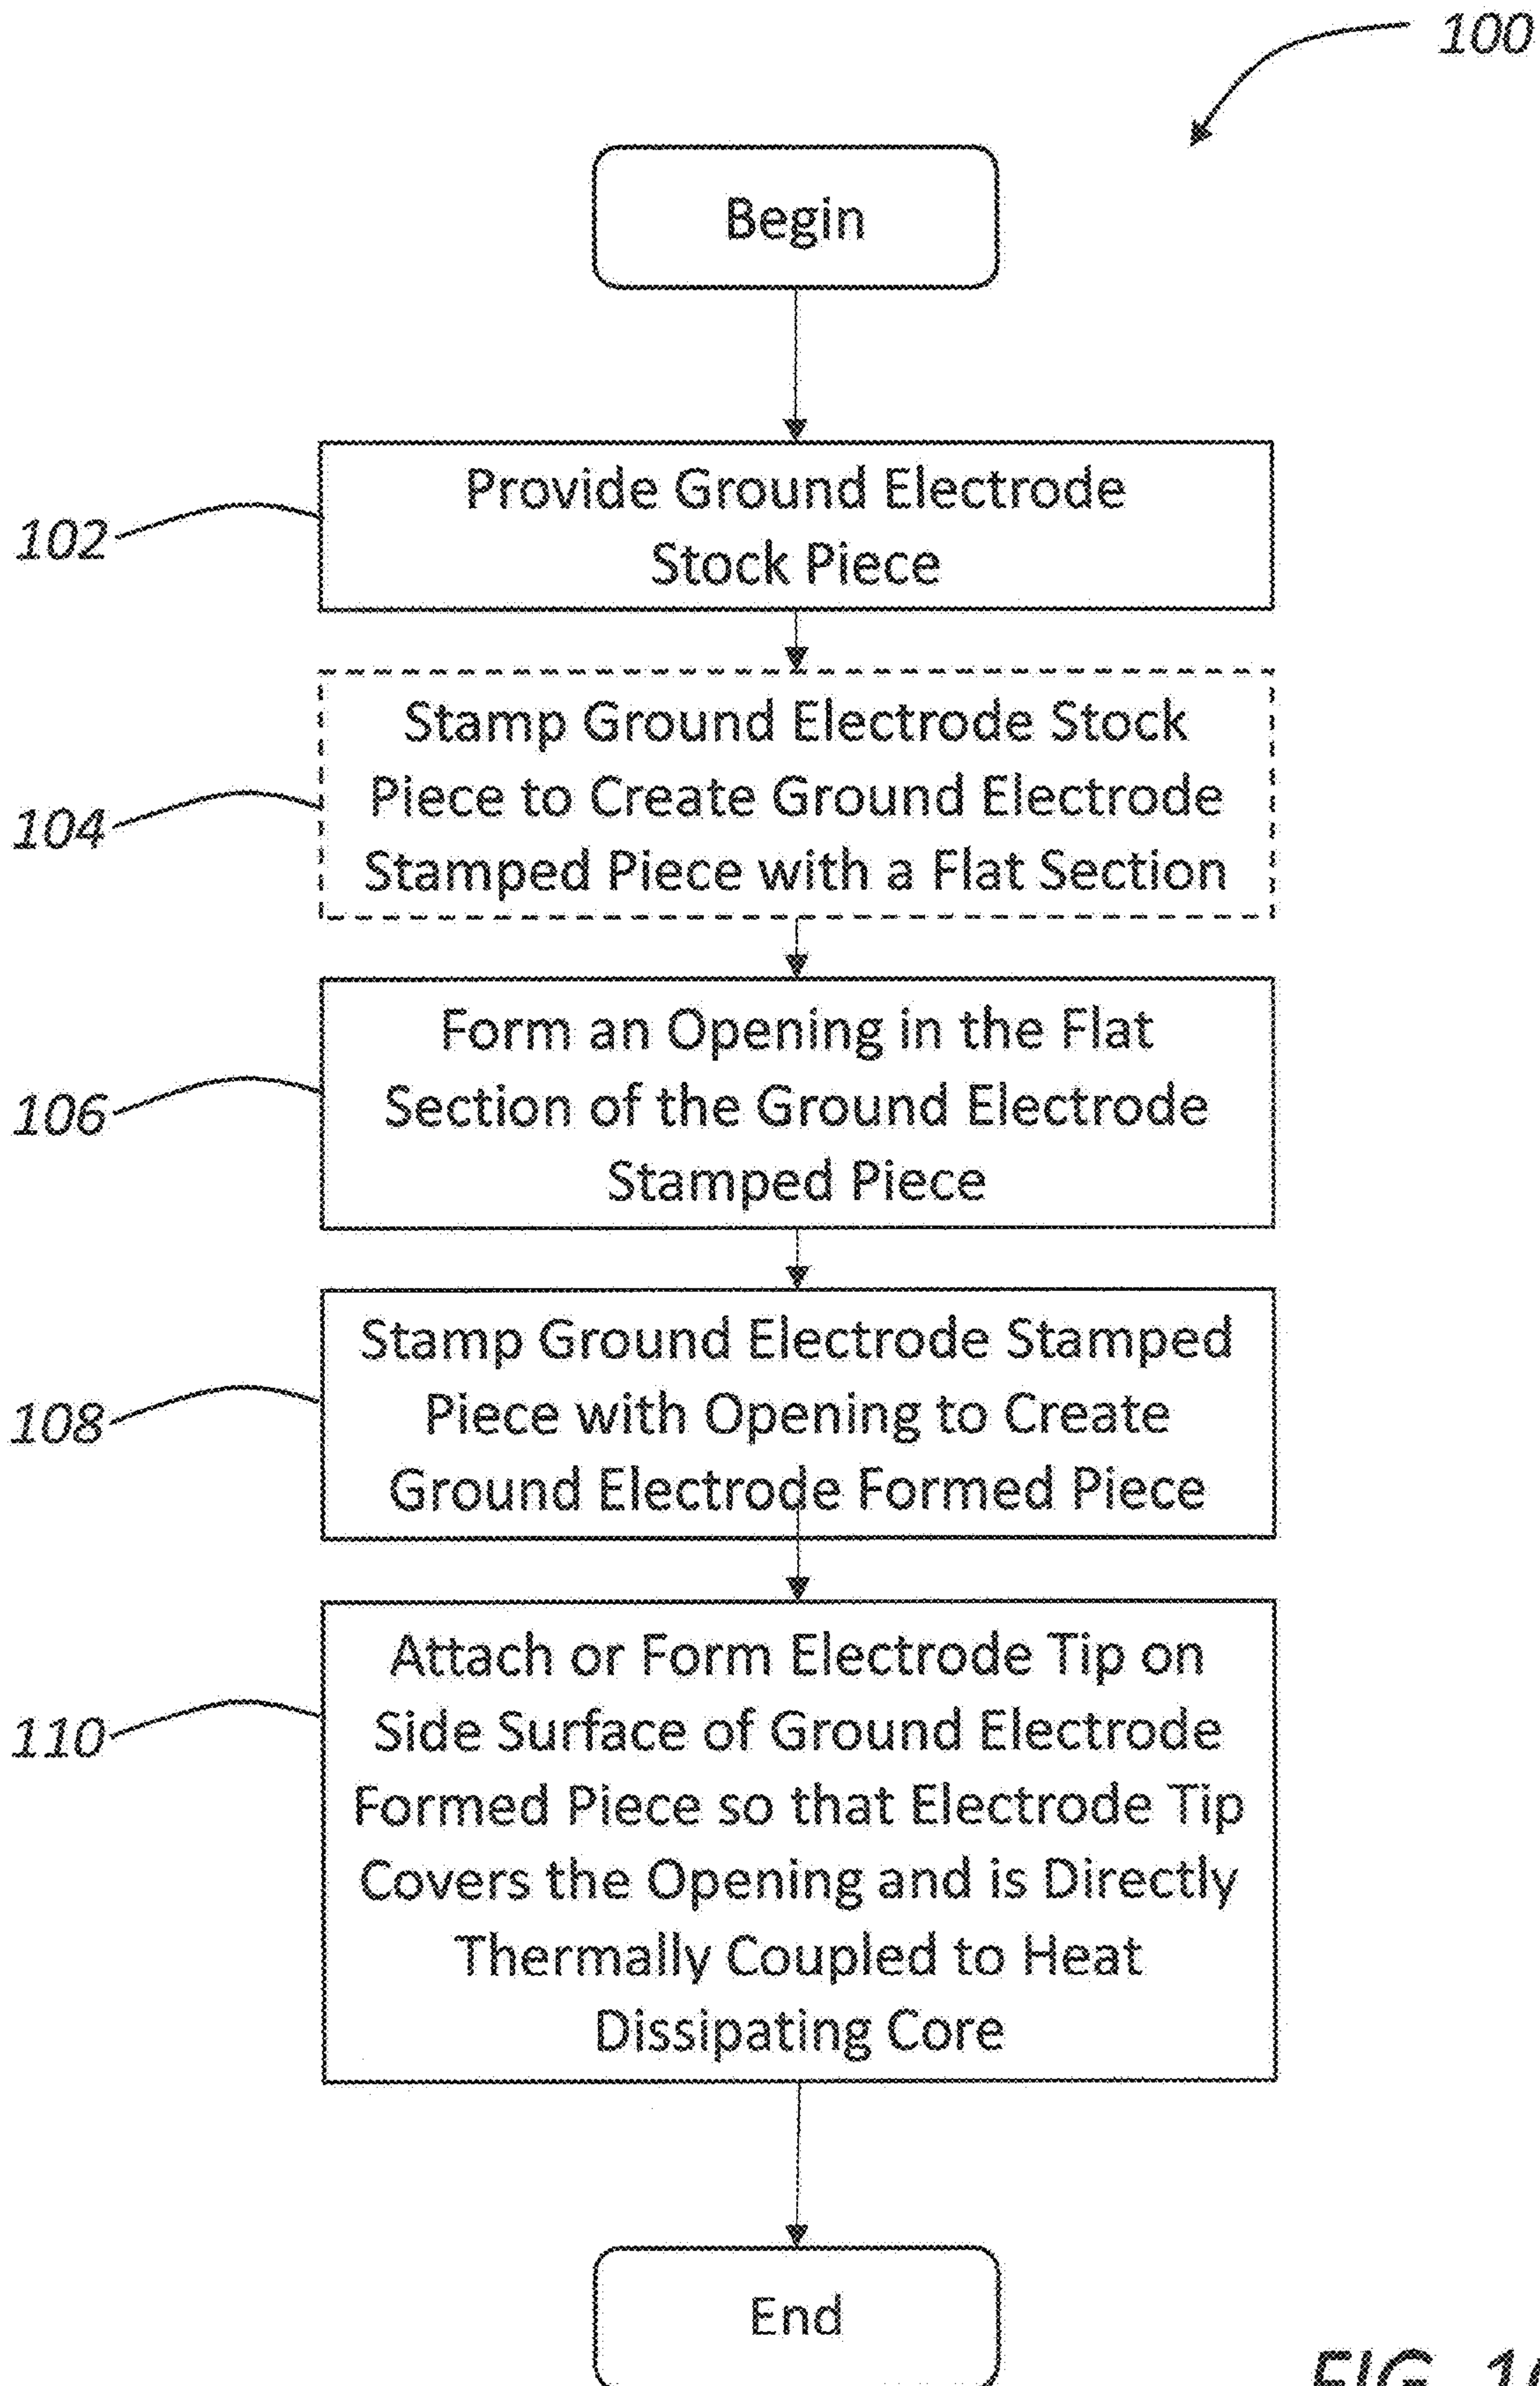 100
Begin
102
Provide Ground Electrode
Stock Piece
104
Stamp Ground Electrode Stock
Piece to Create Ground Electrode
Stamped Piece with a Flat Section
106
Form an Opening in the Flat
Section of the Ground Electrode
Stamped Piece
108
Stamp Ground Electrode Stamped
Piece with Opening to Create
Ground Electrode Formed Piece
110
Attach or Form Electrode Tip on
Side Surface of Ground Electrode
Formed Piece so that Electrode Tip
Covers the Opening and is Directly
Thermally Coupled to Heat
Dissipating Core
End
FIG.